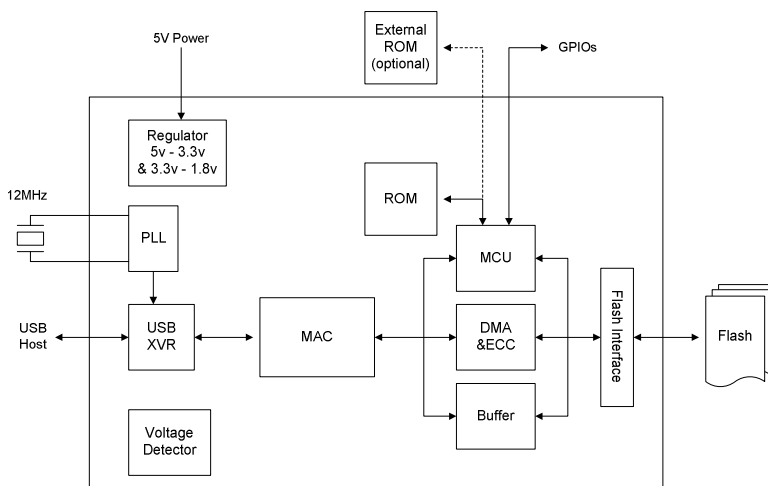 5V Power
External
ROM
(optional)
GPIOs
Regulator
5v - 3.3v
& 3.3v - 1.8v
12MHz
ROM
PLL
MCU
USB
Host
USB
XVR
MAC
DMA
&ECC
Flash Interface
Flash
Voltage
Detector
Buffer